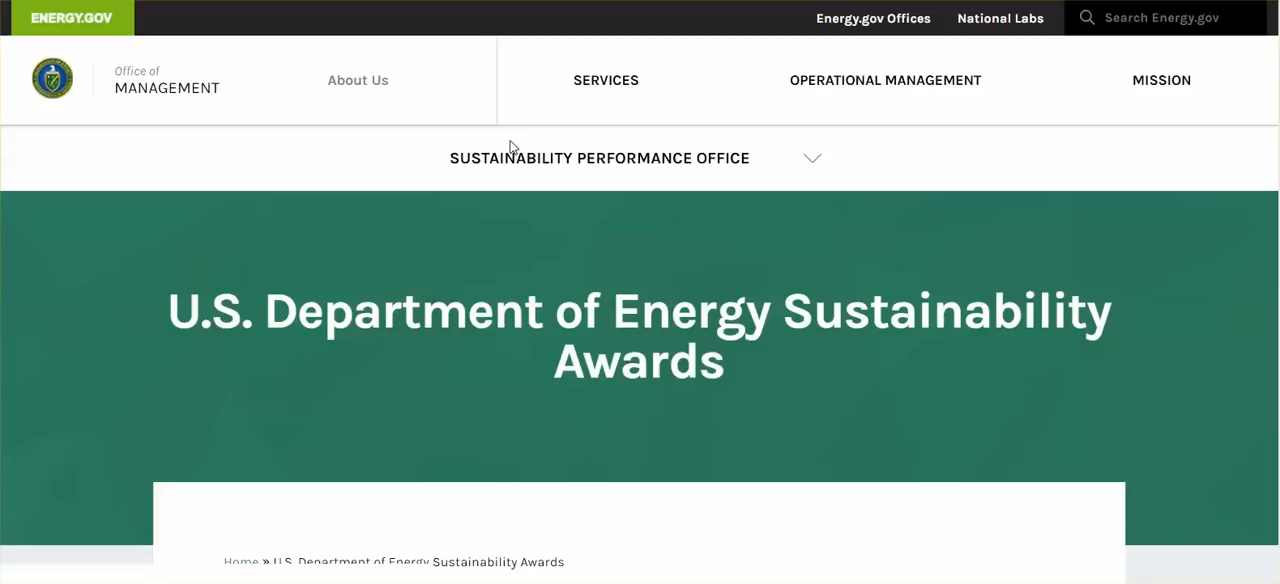 ENERGY.GOV
Energy.gov Offices
National Labs
Search Energy.gov
Office of
MANAGEMENT
About Us
SERVICES
OPERATIONAL MANAGEMENT
MISSION
SUSTAINABILITY PERFORMANCE OFFICE
U.S. Department of Energy Sustainability
Awards
Home » U.S. Department of Energy Sustainability Awards